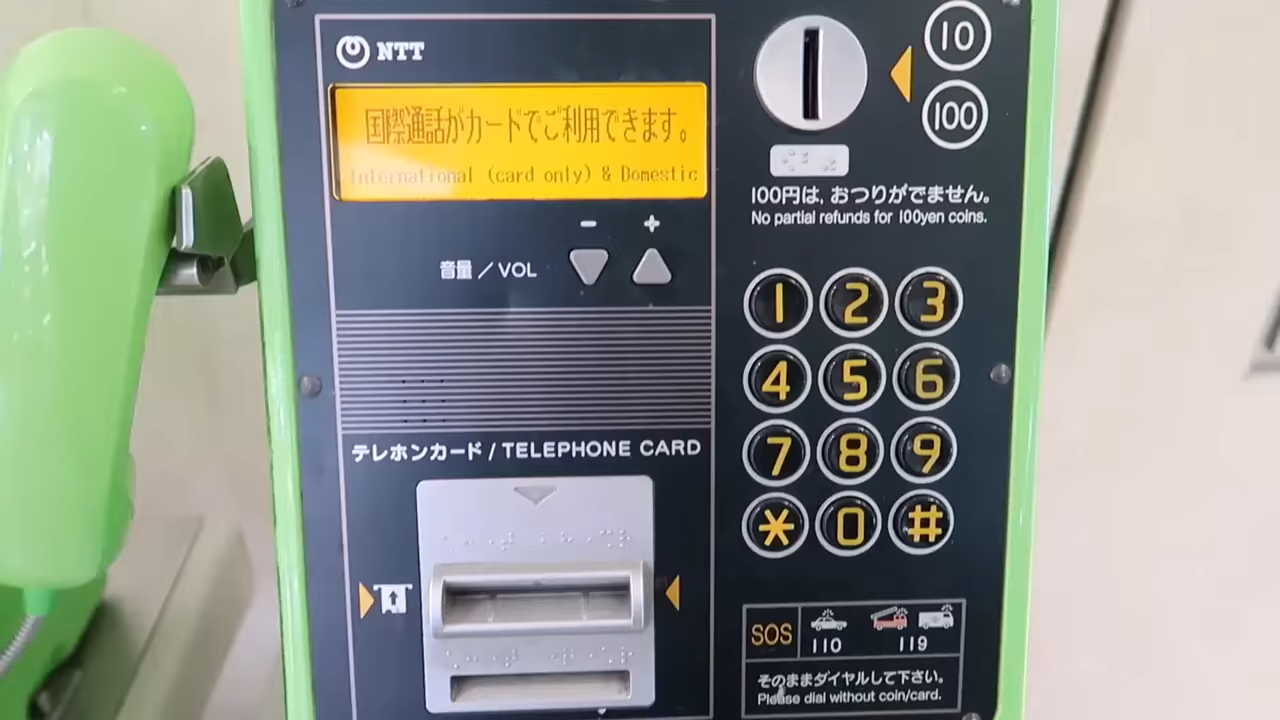 NTT
国際通話がカードでご利用できます。
International (card only) & Domestic
- +
音量／VOL
テレホンカード / TELEPHONE CARD
10
100
100円は、おつりがでません。
No partial refunds for 100yen coins.
1 2 3
4 5 6
7 8 9
* 0 #
SOS 110 119
そのままダイヤルして下さい。
Please dial without coin/card.